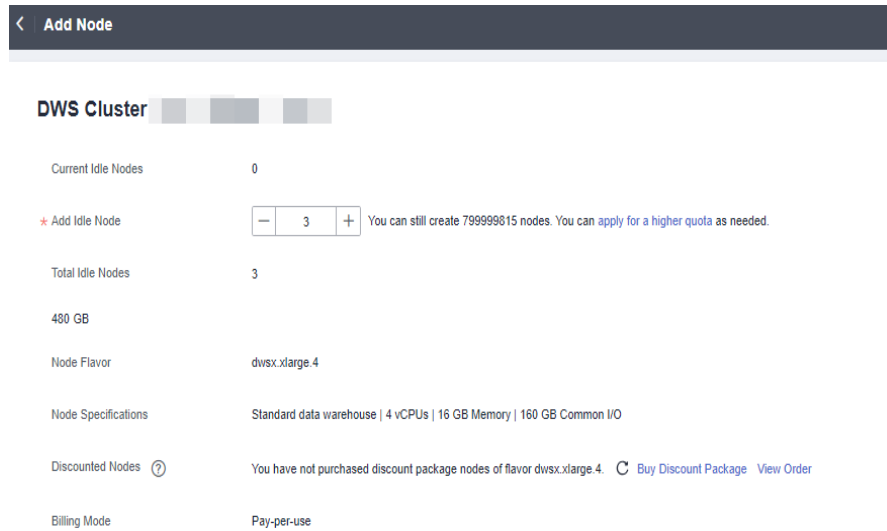 Add Node
DWS Cluster
Current Idle Nodes 0
* Add Idle Node − 3 + You can still create 799999815 nodes. You can apply for a higher quota as needed.
Total Idle Nodes 3
480 GB
Node Flavor dwsx.xlarge.4
Node Specifications Standard data warehouse | 4 vCPUs | 16 GB Memory | 160 GB Common I/O
Discounted Nodes ? You have not purchased discount package nodes of flavor dwsx.xlarge.4. Buy Discount Package View Order
Billing Mode Pay-per-use